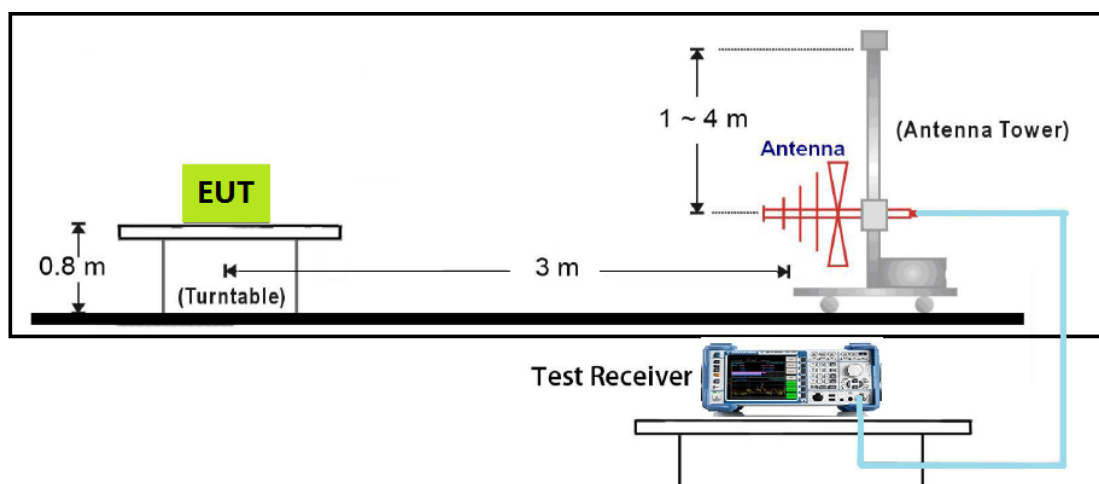 1 ~ 4 m
(Antenna Tower)
Antenna
EUT
0.8 m
3 m
(Turntable)
Test Receiver